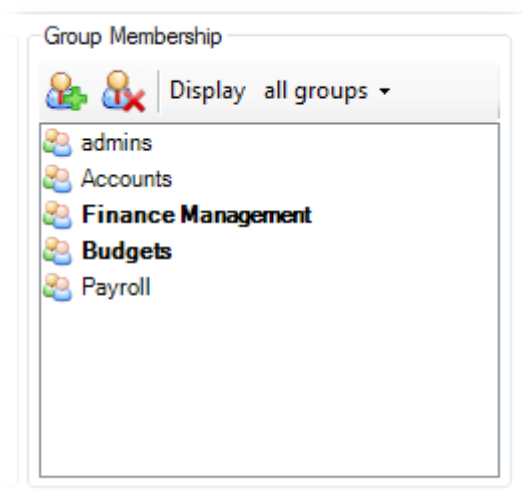 Group Membership
Display all groups
admins
Accounts
Finance Management
Budgets
Payroll